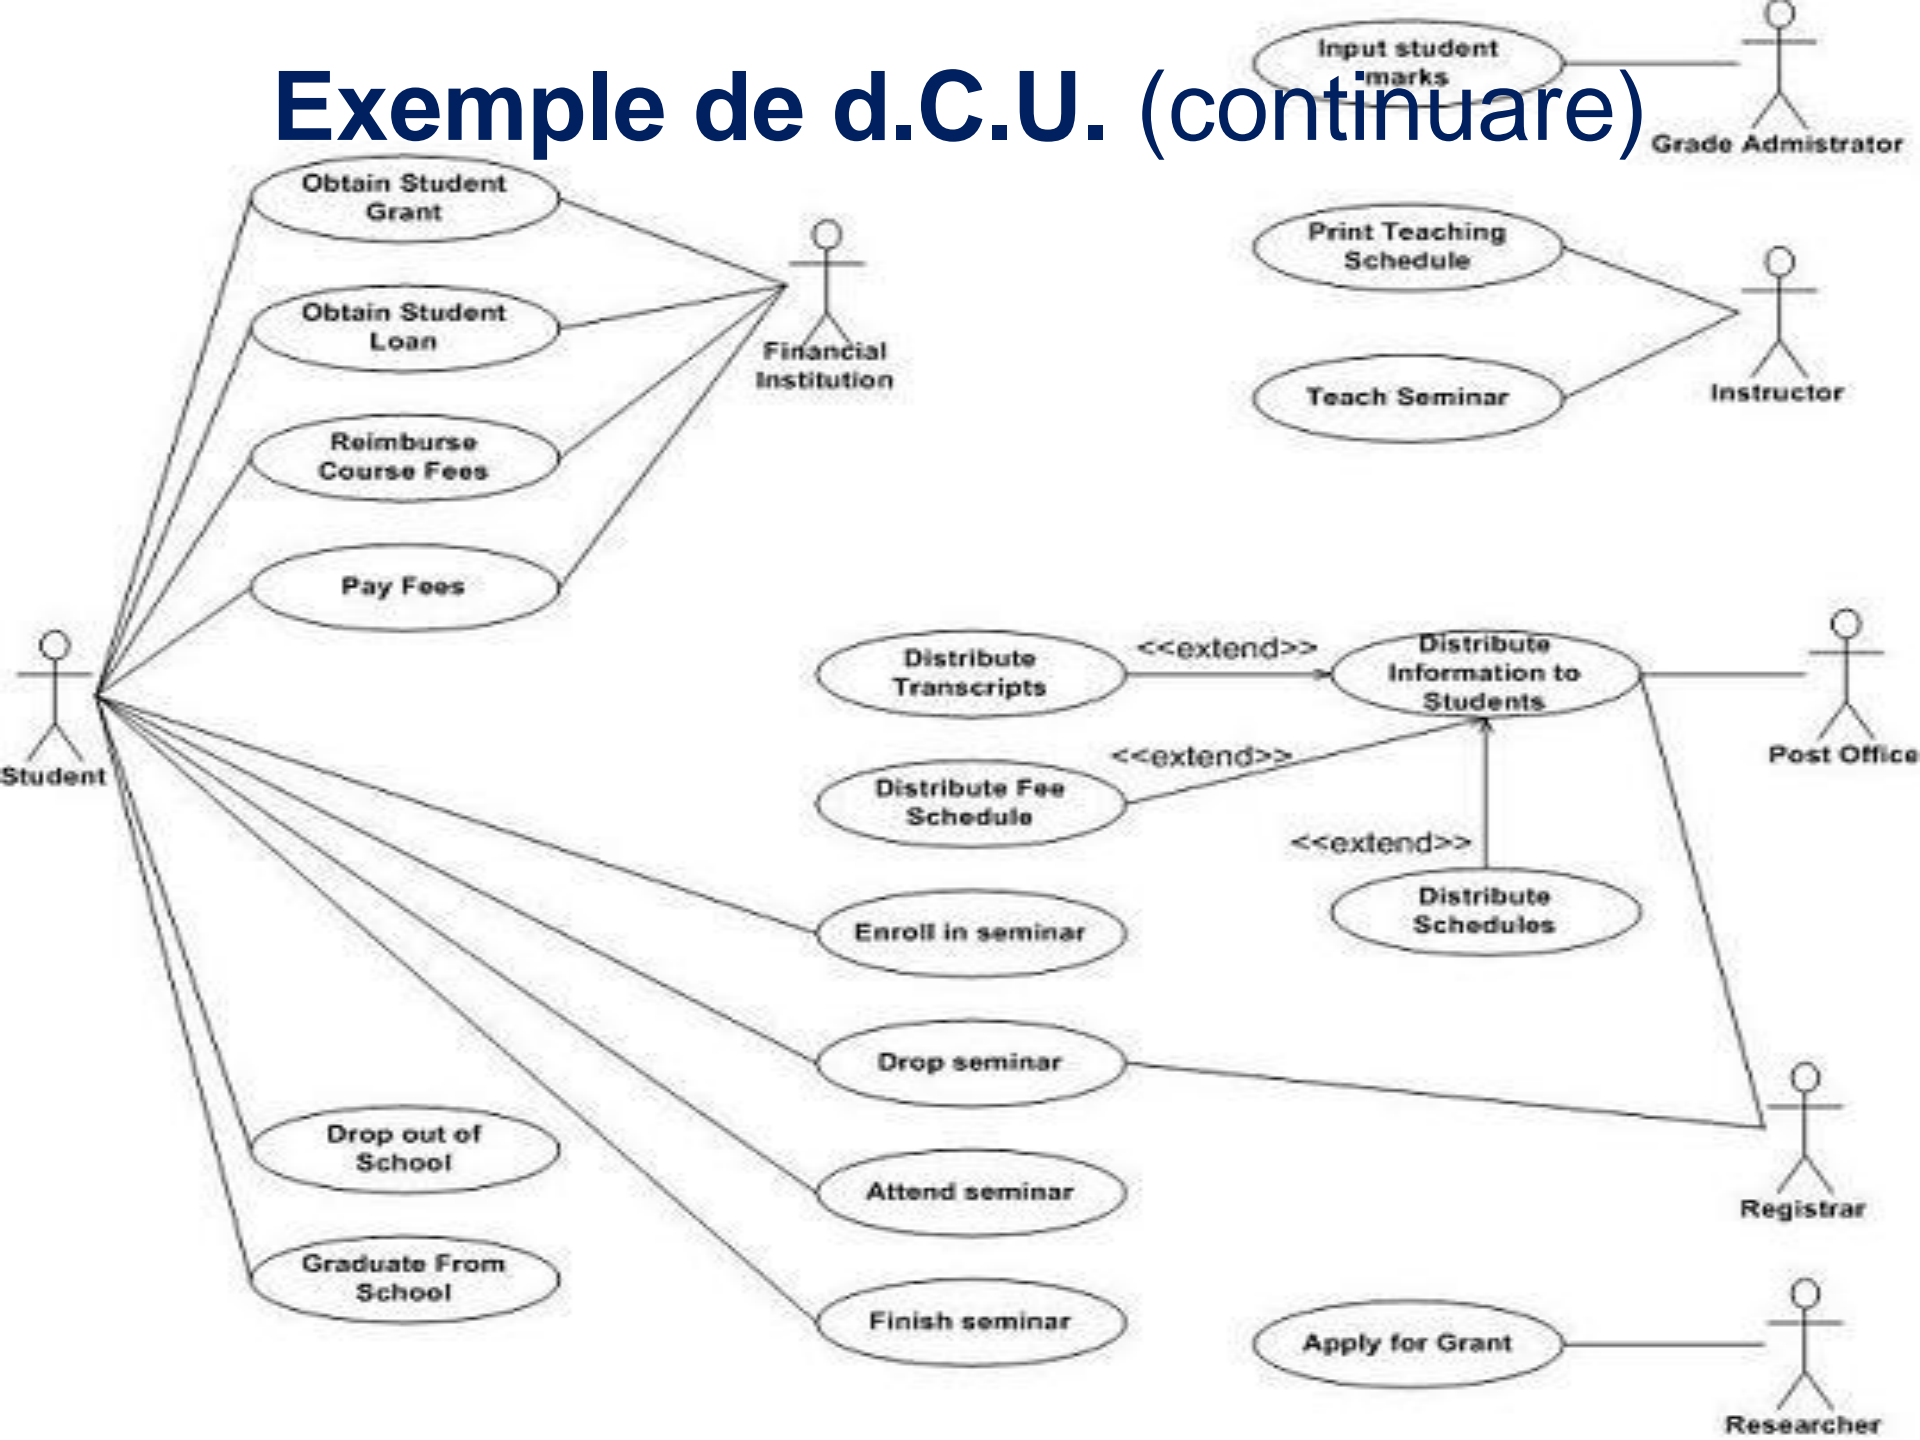 Input student
marks
Exemple de d.C.U. (continuare)
Grade Admistrator
Obtain Student
Grant
Print Teaching
Schedule
Obtain Student
Loan
Financial
Institution
Teach Seminar
Instructor
Reimburse
Course Fees
Pay Fees
Student
Distribute
Transcripts
<<extend>>
Distribute
Information to
Students
Post Office
<<extend>>
Distribute Fee
Schedule
<<extend>>
Distribute
Schedules
Enroll in seminar
Drop seminar
Drop out of
School
Attend seminar
Registrar
Graduate From
School
Finish seminar
Apply for Grant
Researcher